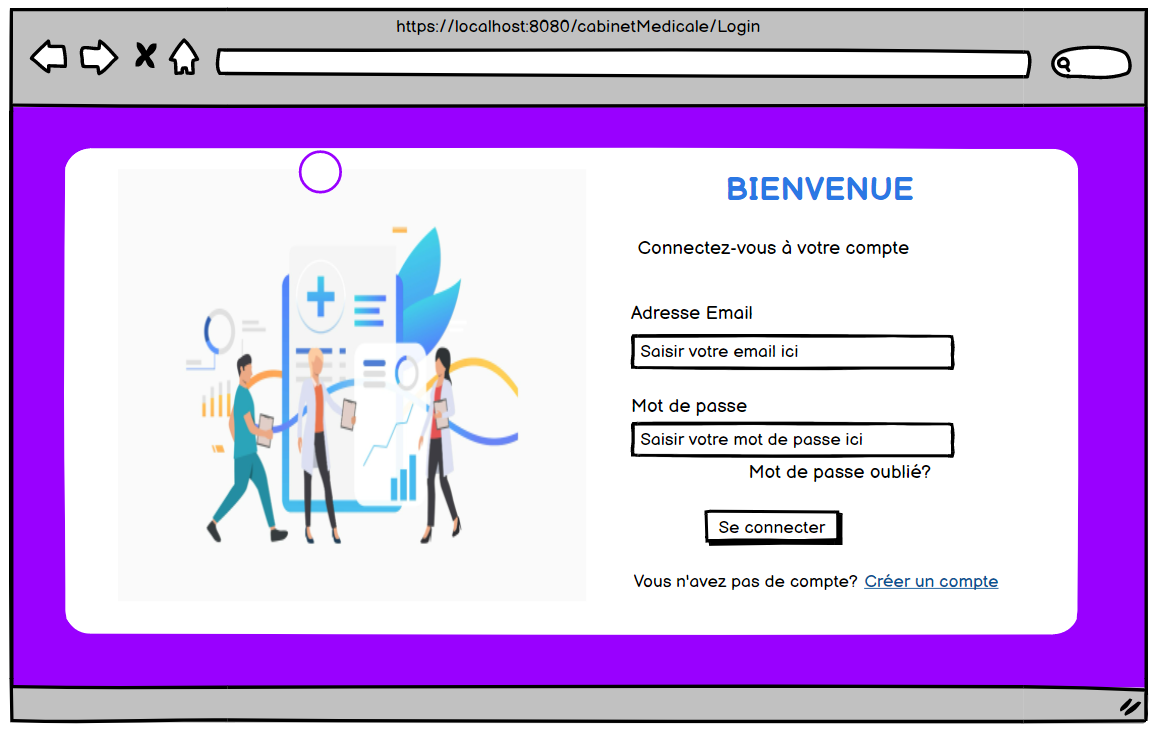 https://localhost:8080/cabinetMedicale/Login
BIENVENUE
Connectez-vous à votre compte
Adresse Email
Saisir votre email ici
Mot de passe
Saisir votre mot de passe ici
Mot de passe oublié?
Se connecter
Vous n'avez pas de compte? Créer un compte